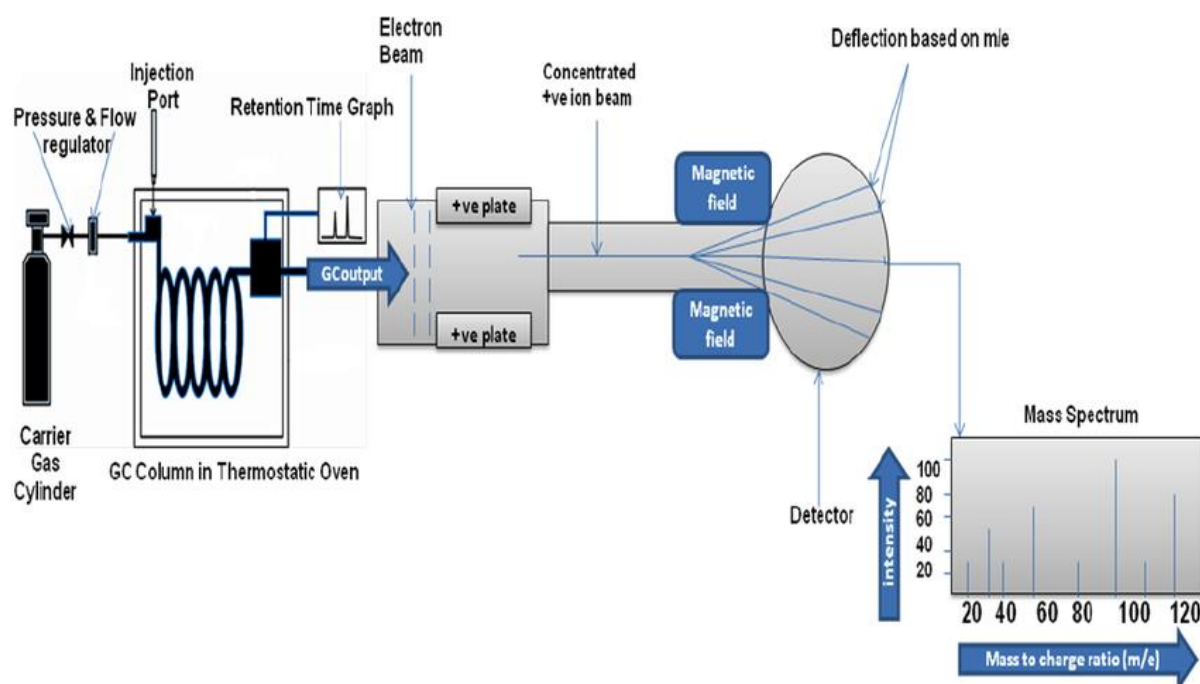 Electron
Beam
Deflection based on m/e
Injection
Port
Concentrated
+ve ion beam
Pressure & Flow
regulator
Retention Time Graph
Magnetic
field
+ve plate
GC output
+ve plate
Magnetic
field
Carrier
Gas
Cylinder
GC Column in Thermostatic Oven
Detector
Mass Spectrum
intensity
100
80
60
40
20
20 40 60 80 100 120
Mass to charge ratio (m/e)